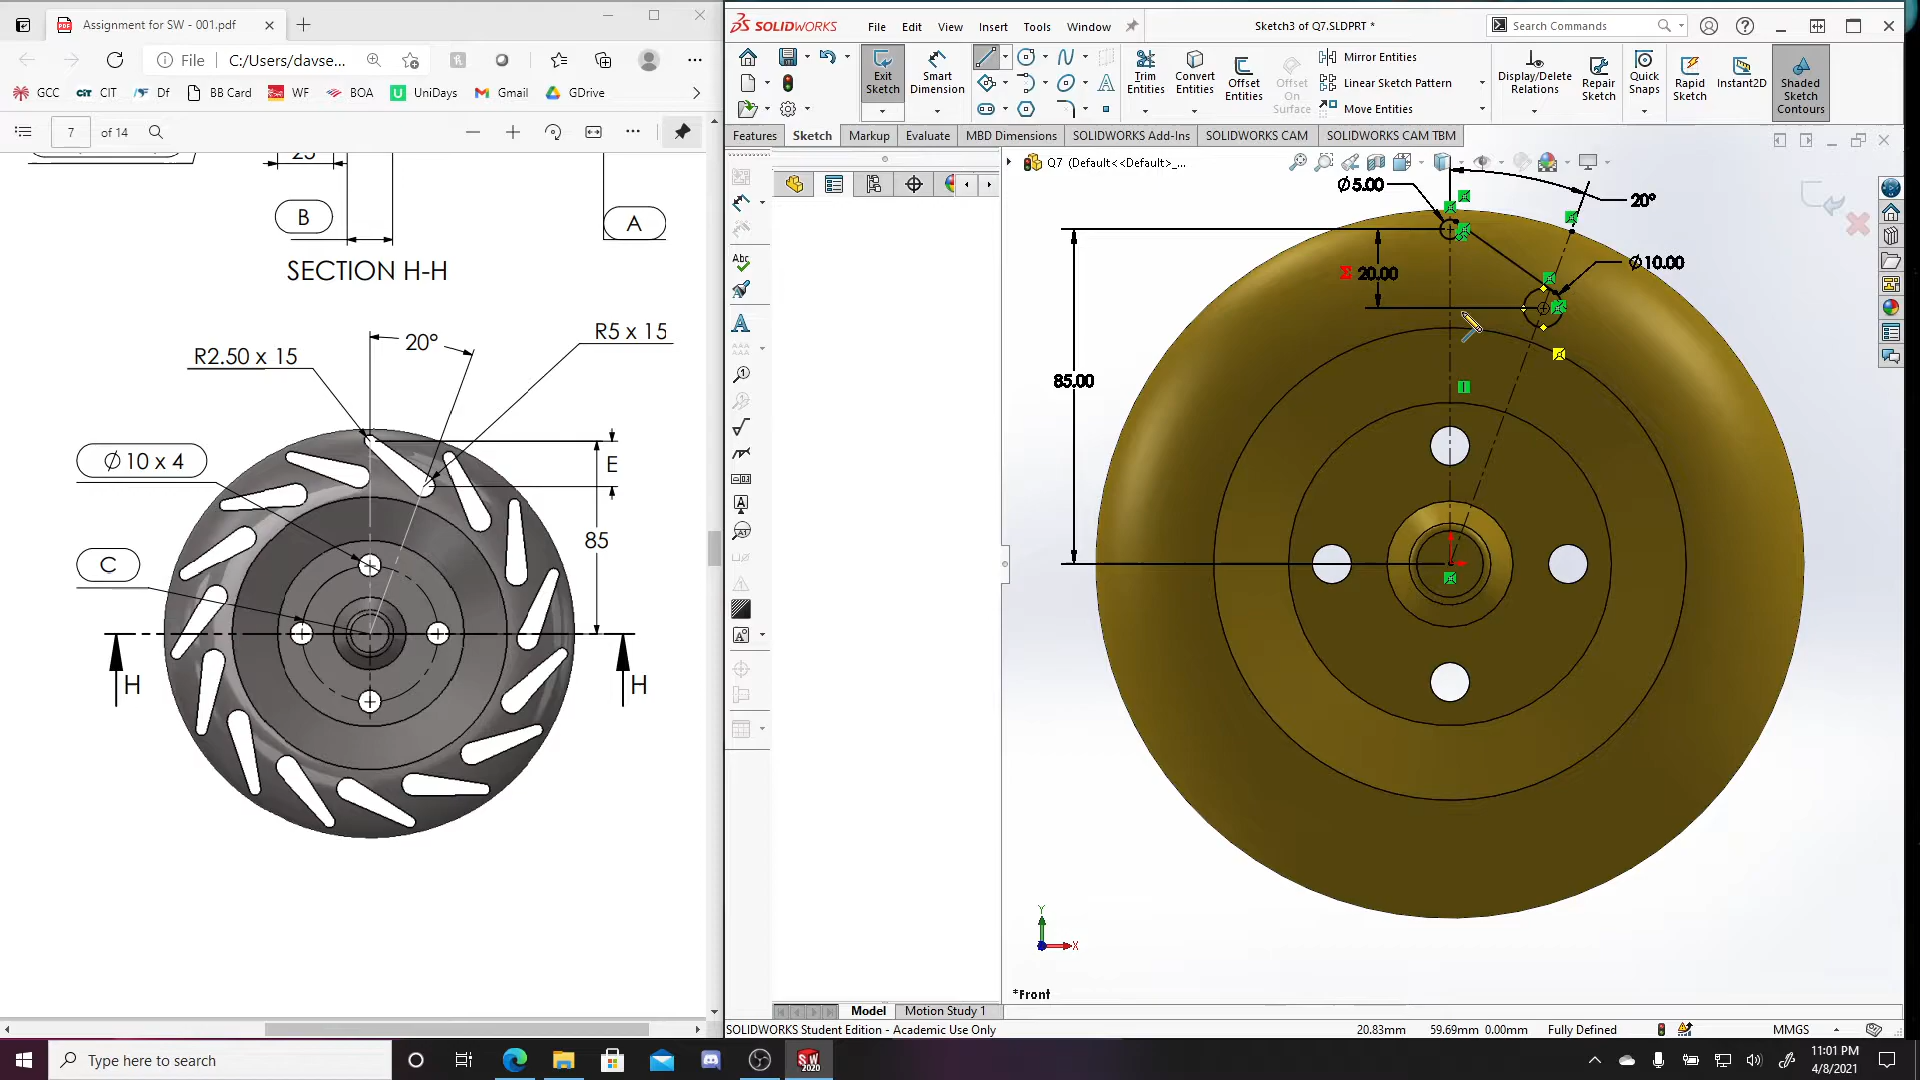 Assignment for SW - 001.pdf
File
C:/Users/davse...
GCC
CIT
Df
BB Card
WF
BOA
UniDays
Gmail
GDrive
7
of 14
25
B
A
SECTION H-H
20°
R5 x 15
R2.50 x 15
Ø 10 x 4
E
C
85
H
H
SOLIDWORKS
File
Edit
View
Insert
Tools
Window
Sketch3 of Q7.SLDPRT *
Search Commands
Exit
Sketch
Smart
Dimension
Trim
Entities
Convert
Entities
Offset
Entities
Offset
On
Surface
Mirror Entities
Linear Sketch Pattern
Move Entities
Display/Delete
Relations
Repair
Sketch
Quick
Snaps
Rapid
Sketch
Instant2D
Shaded
Sketch
Contours
Features
Sketch
Markup
Evaluate
MBD Dimensions
SOLIDWORKS Add-Ins
SOLIDWORKS CAM
SOLIDWORKS CAM TBM
Q7 (Default<<Default>_...
Abc
Ø5.00
20°
Ø10.00
Σ 20.00
85.00
Y
X
*Front
Model
Motion Study 1
SOLIDWORKS Student Edition - Academic Use Only
20.83mm
59.69mm
0.00mm
Fully Defined
MMGS
Type here to search
SW
2020
11:01 PM
4/8/2021